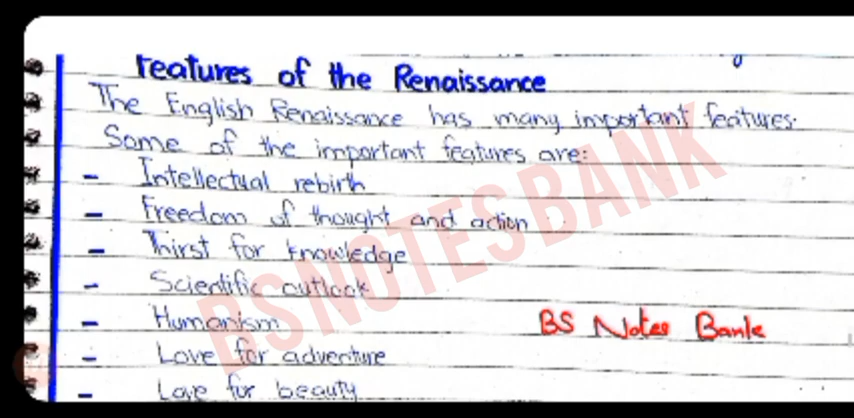 Features of the Renaissance
The English Renaissance has many important features.
Some of the important features are:
- Intellectual rebirth
- Freedom of thought and action
- Thirst for knowledge
- Scientific outlook
- Humanism
BS Notes Bank
- Love for adventure
- Love for beauty
BSNOTESBANK